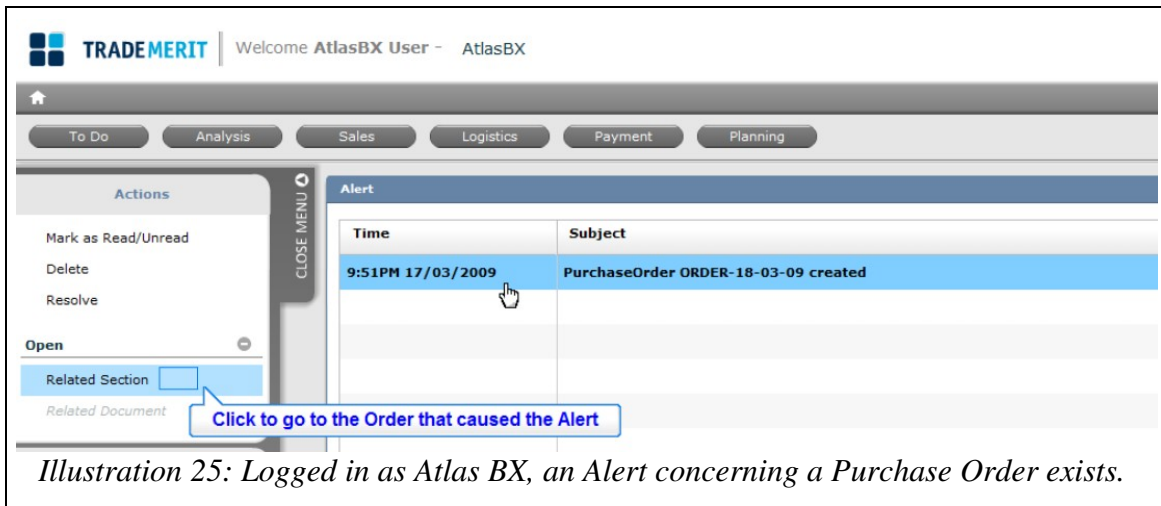 TRADEMERIT Welcome AtlasBX User - AtlasBX
To Do Analysis Sales Logistics Payment Planning
Actions
Mark as Read/Unread
Delete
Resolve
Open
Related Section
Related Document
CLOSE MENU
Alert
Time Subject
9:51PM 17/03/2009 PurchaseOrder ORDER-18-03-09 created
Click to go to the Order that caused the Alert
Illustration 25: Logged in as Atlas BX, an Alert concerning a Purchase Order exists.